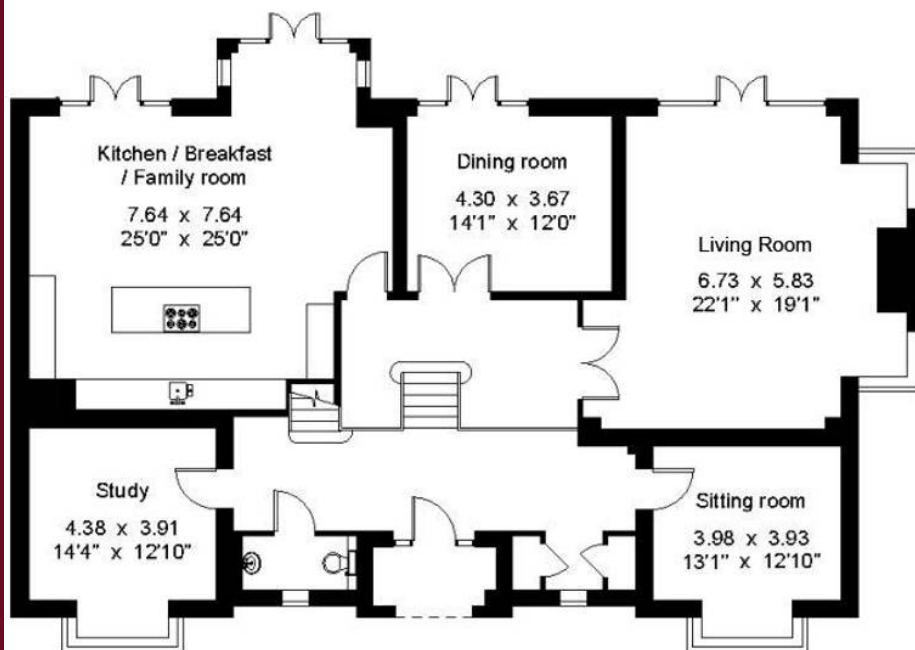 Kitchen / Breakfast
/ Family room
7.64 x 7.64
25'0" x 25'0"
Dining room
4.30 x 3.67
14'1" x 12'0"
Living Room
6.73 x 5.83
22'1" x 19'1"
Study
4.38 x 3.91
14'4" x 12'10"
Sitting room
3.98 x 3.93
13'1" x 12'10"